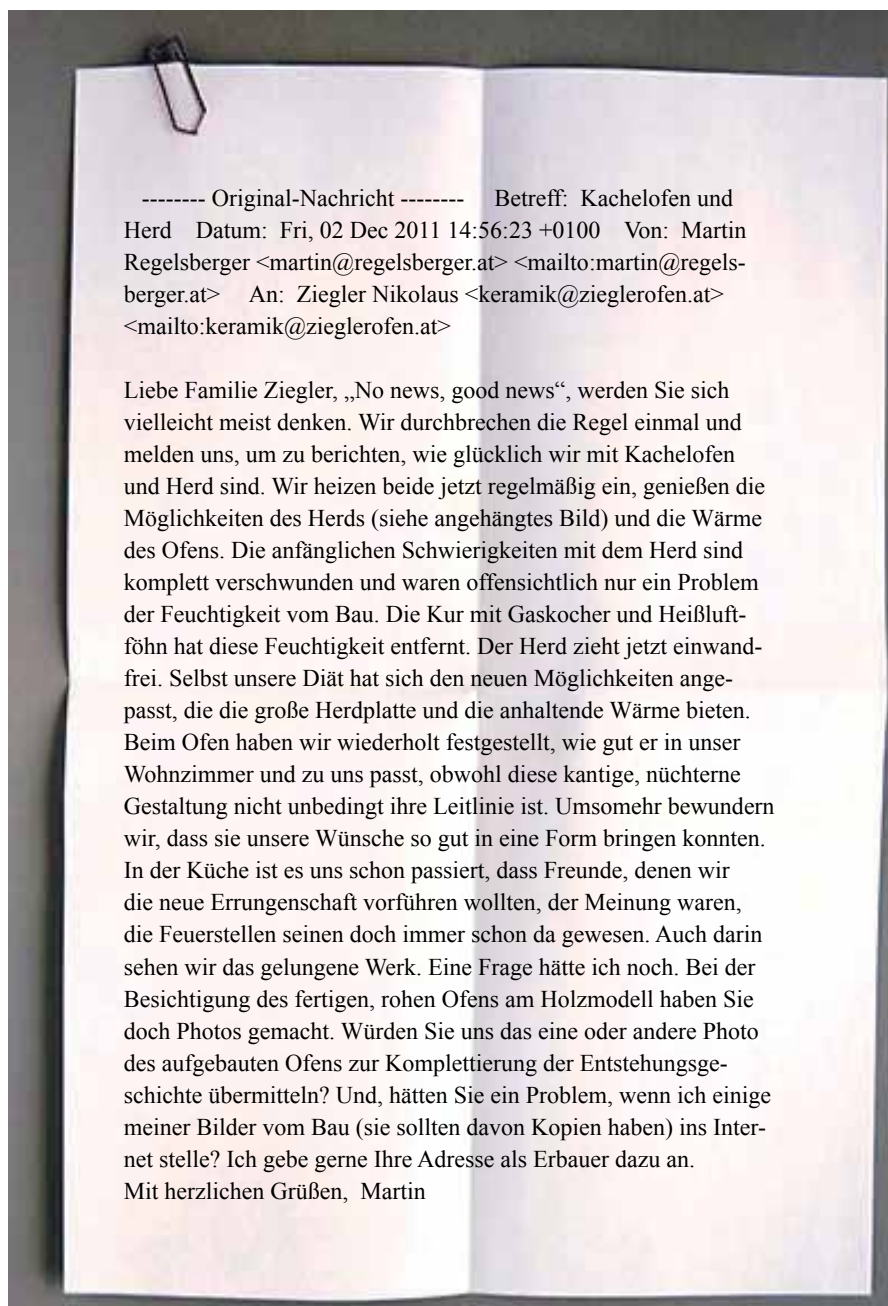 -------- Original-Nachricht -------- Betreff: Kachelofen und
Herd Datum: Fri, 02 Dec 2011 14:56:23 +0100 Von: Martin
Regelsberger <martin@regelsberger.at> <mailto:martin@regels-
berger.at> An: Ziegler Nikolaus <keramik@zieglerofen.at>
<mailto:keramik@zieglerofen.at>

Liebe Familie Ziegler, „No news, good news“, werden Sie sich
vielleicht meist denken. Wir durchbrechen die Regel einmal und
melden uns, um zu berichten, wie glücklich wir mit Kachelofen
und Herd sind. Wir heizen beide jetzt regelmäßig ein, genießen die
Möglichkeiten des Herds (siehe angehängtes Bild) und die Wärme
des Ofens. Die anfänglichen Schwierigkeiten mit dem Herd sind
komplett verschwunden und waren offensichtlich nur ein Problem
der Feuchtigkeit vom Bau. Die Kur mit Gaskocher und Heißluft-
föhn hat diese Feuchtigkeit entfernt. Der Herd zieht jetzt einwand-
frei. Selbst unsere Diät hat sich den neuen Möglichkeiten ange-
passt, die die große Herdplatte und die anhaltende Wärme bieten.
Beim Ofen haben wir wiederholt festgestellt, wie gut er in unser
Wohnzimmer und zu uns passt, obwohl diese kantige, nüchterne
Gestaltung nicht unbedingt ihre Leitlinie ist. Umsomehr bewundern
wir, dass sie unsere Wünsche so gut in eine Form bringen konnten.
In der Küche ist es uns schon passiert, dass Freunde, denen wir
die neue Errungenschaft vorführen wollten, der Meinung waren,
die Feuerstellen seinen doch immer schon da gewesen. Auch darin
sehen wir das gelungene Werk. Eine Frage hätte ich noch. Bei der
Besichtigung des fertigen, rohen Ofens am Holzmodell haben Sie
doch Photos gemacht. Würden Sie uns das eine oder andere Photo
des aufgebauten Ofens zur Komplettierung der Entstehungsge-
schichte übermitteln? Und, hätten Sie ein Problem, wenn ich einige
meiner Bilder vom Bau (sie sollten davon Kopien haben) ins Inter-
net stelle? Ich gebe gerne Ihre Adresse als Erbauer dazu an.
Mit herzlichen Grüßen, Martin